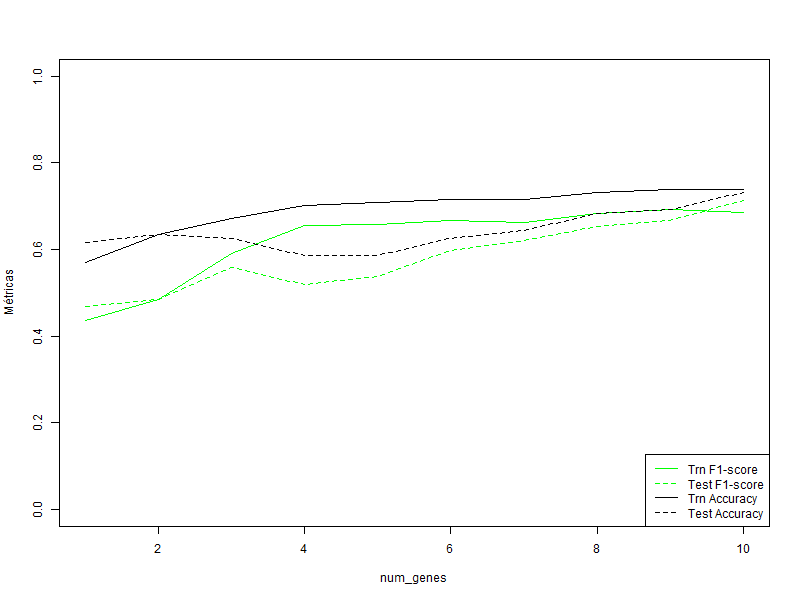 1.0
0.8
0.6
0.4
0.2
0.0
Métricas
2 4 6 8 10
num_genes
Trn F1-score
Test F1-score
Trn Accuracy
Test Accuracy